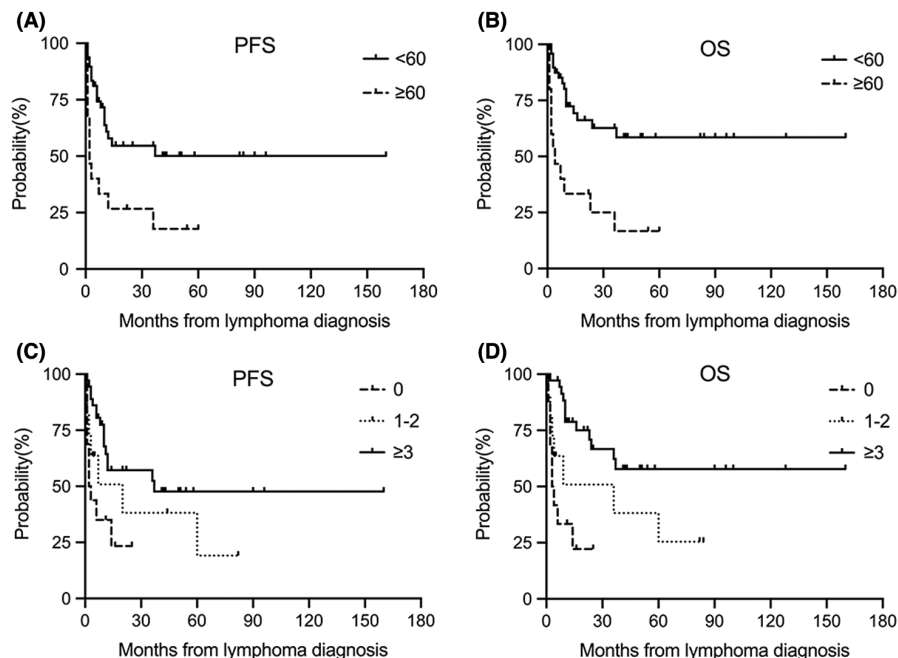 (A)
PFS
100
75
50
25
0
Probability(%)
<60
≥60
0 30 60 90 120 150 180
Months from lymphoma diagnosis
(B)
OS
100
75
50
25
0
Probability(%)
<60
≥60
0 30 60 90 120 150 180
Months from lymphoma diagnosis
(C)
PFS
100
75
50
25
0
Probability(%)
0
1-2
≥3
0 30 60 90 120 150 180
Months from lymphoma diagnosis
(D)
OS
100
75
50
25
0
Probability(%)
0
1-2
≥3
0 30 60 90 120 150 180
Months from lymphoma diagnosis